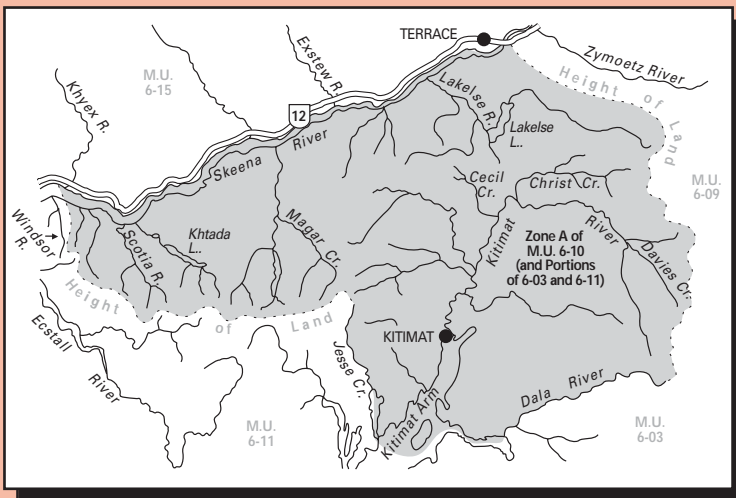 TERRACE
Zymoetz River
Exstew R.
M.U.
6-15
Khyex R.
Height of Land
Lakelse R.
12
Lakelse
L..
Skeena River
M.U.
6-09
Cecil
Cr.
Christ Cr.
Windsor
R.
Scotia R.
Khtada
L..
Magar Cr.
Kitimat River
Zone A of
M.U. 6-10
(and Portions
of 6-03 and 6-11)
Davies Cr.
Height of Land
Ecstall
River
KITIMAT
Jesse Cr.
Kitimat Arm
Dala River
M.U.
6-11
M.U.
6-03